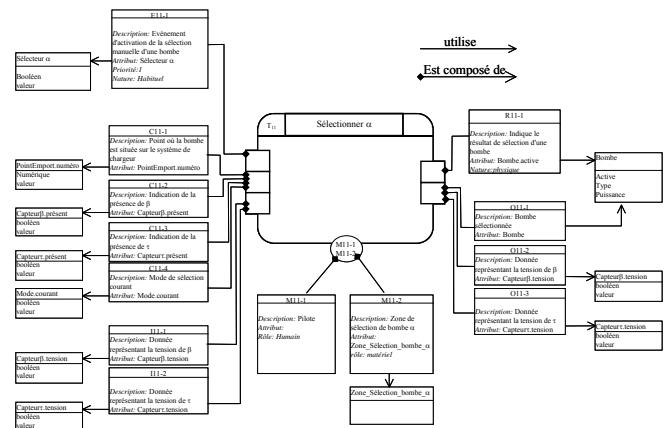 E11-1
Description: Evènement
d'activation de la sélection
manuelle d'une bombe
Attribut: Sélecteur α
Priorité:1
Nature: Habituel
Sélecteur α
Booléen
valeur
utilise
Est composé de
T11
Sélectionner α
C11-1
Description: Point où la bombe
est située sur le système de
chargeur
Attribut: PointEmport.numéro
PointEmport.numéro
Numérique
valeur
C11-2
Description: Indication de la
présence de β
Attribut: Capteurβ.présent
Capteurβ.présent
booléen
valeur
C11-3
Description: Indication de la
présence de τ
Attribut: Capteurτ.présent
Capteurτ.présent
booléen
valeur
C11-4
Description: Mode de sélection
courant
Attribut: Mode.courant
Mode.courant
booléen
valeur
I11-1
Description: Donnée
représentant la tension de β
Attribut: Capteurβ.tension
Capteurβ.tension
booléen
valeur
I11-2
Description: Donnée
représentant la tension de τ
Attribut: Capteurτ.tension
Capteurτ.tension
booléen
valeur
M11-1
M11-2
M11-1
Description: Pilote
Attribut:
Rôle: Humain
M11-2
Description: Zone de
sélection de bombe α
Attribut:
Zone_Sélection_bombe_α
rôle: matériel
Zone_Sélection_bombe_α
R11-1
Description: Indique le
résultat de sélection d'une
bombe
Attribut: Bombe.active
Nature:physique
Bombe
Active
Type
Puissance
O11-1
Description: Bombe
sélectionnée
Attribut: Bombe
O11-2
Description: Donnée
représentant la tension de β
Attribut: Capteurβ.tension
Capteurβ.tension
booléen
valeur
O11-3
Description: Donnée
représentant la tension de τ
Attribut: Capteurτ.tension
Capteurτ.tension
booléen
valeur